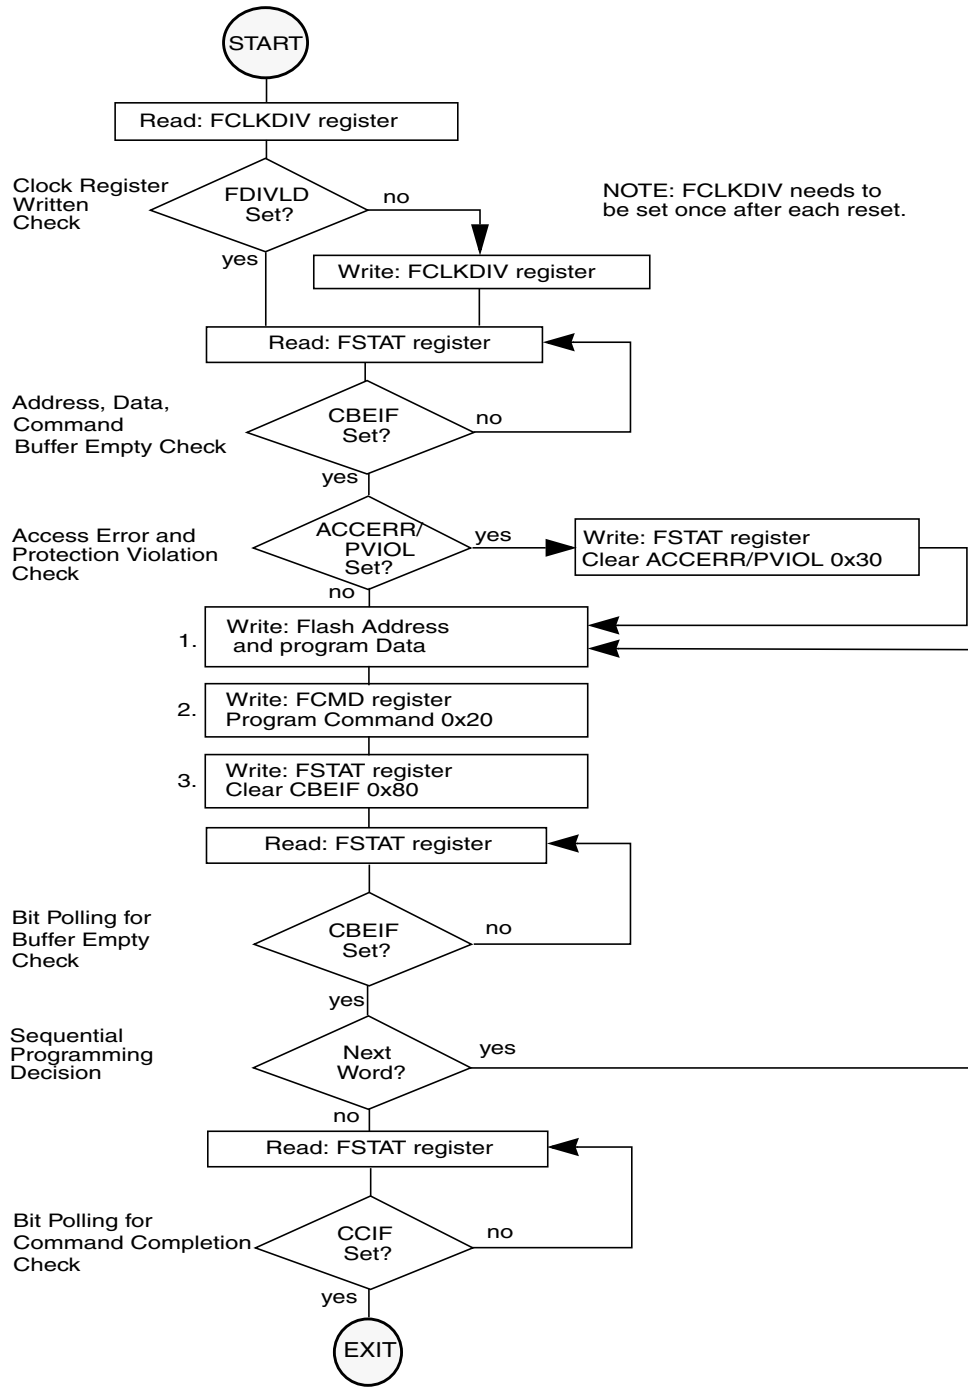 START
Read: FCLKDIV register
Clock Register
Written
Check
FDIVLD
Set?
no
yes
NOTE: FCLKDIV needs to
be set once after each reset.
Write: FCLKDIV register
Read: FSTAT register
Address, Data,
Command
Buffer Empty Check
CBEIF
Set?
no
yes
Access Error and
Protection Violation
Check
ACCERR/
PVIOL
Set?
yes
no
Write: FSTAT register
Clear ACCERR/PVIOL 0x30
1.
Write: Flash Address
and program Data
2.
Write: FCMD register
Program Command 0x20
3.
Write: FSTAT register
Clear CBEIF 0x80
Read: FSTAT register
Bit Polling for
Buffer Empty
Check
CBEIF
Set?
no
yes
Sequential
Programming
Decision
Next
Word?
yes
no
Read: FSTAT register
Bit Polling for
Command Completion
Check
CCIF
Set?
no
yes
EXIT